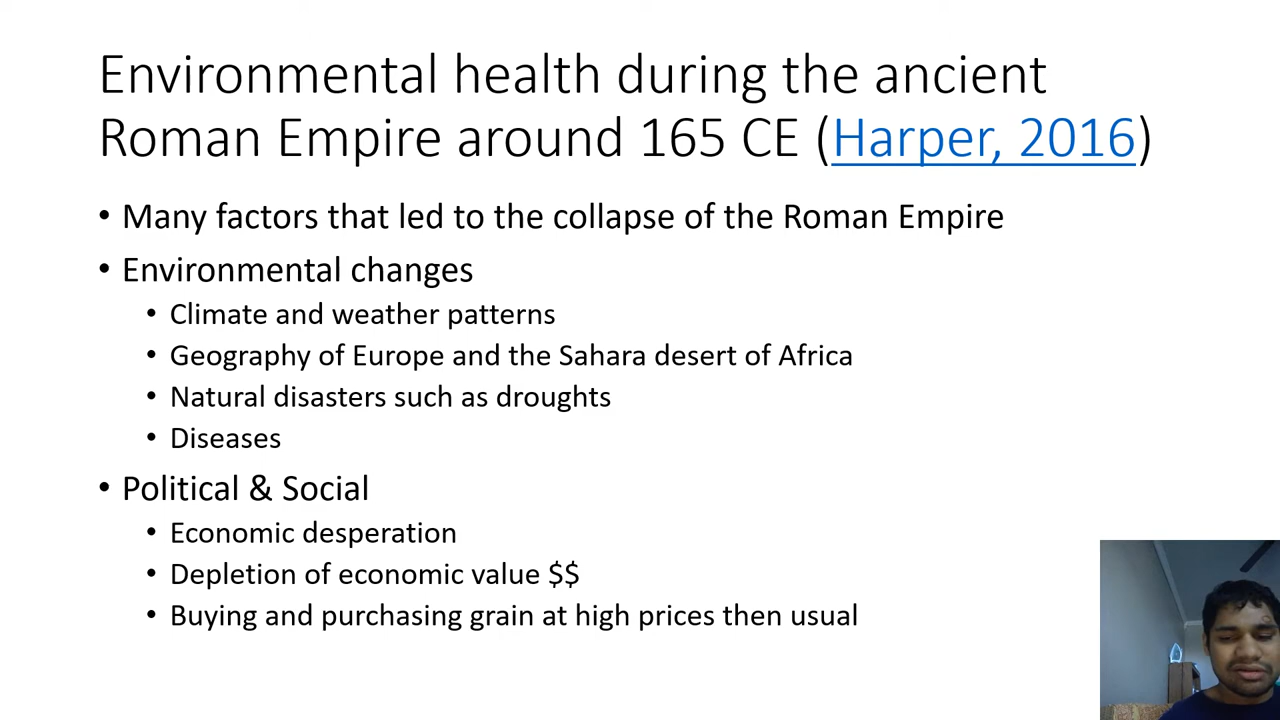 Environmental health during the ancient
Roman Empire around 165 CE (Harper, 2016)
• Many factors that led to the collapse of the Roman Empire
• Environmental changes
• Climate and weather patterns
• Geography of Europe and the Sahara desert of Africa
• Natural disasters such as droughts
• Diseases
• Political & Social
• Economic desperation
• Depletion of economic value $$
• Buying and purchasing grain at high prices then usual